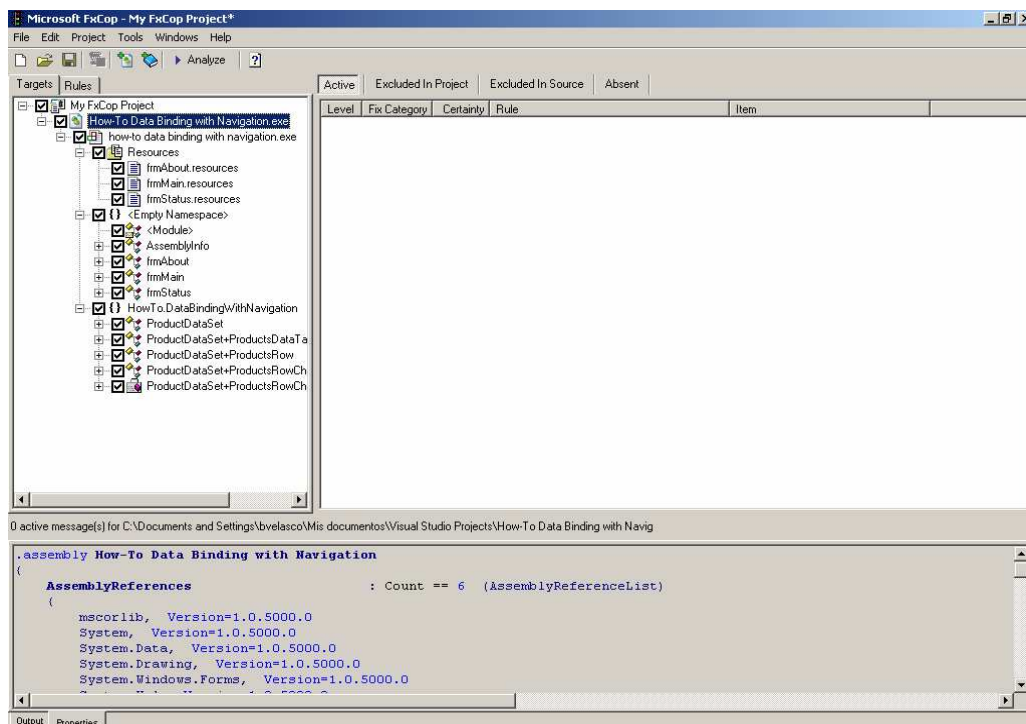 Microsoft FxCop - My FxCop Project*
File Edit Project Tools Windows Help
Analyze
Targets Rules
Active Excluded In Project Excluded In Source Absent
Level Fix Category Certainty Rule Item
My FxCop Project
How-To Data Binding with Navigation.exe
how-to data binding with navigation.exe
Resources
frmAbout.resources
frmMain.resources
frmStatus.resources
{} <Empty Namespace>
<Module>
AssemblyInfo
frmAbout
frmMain
frmStatus
{} HowTo.DataBindingWithNavigation
ProductDataSet
ProductDataSet+ProductsDataTa
ProductDataSet+ProductsRow
ProductDataSet+ProductsRowCh
ProductDataSet+ProductsRowCh
0 active message(s) for C:\Documents and Settings\bvelasco\Mis documentos\Visual Studio Projects\How-To Data Binding with Navig
.assembly How-To Data Binding with Navigation
(
AssemblyReferences : Count == 6 (AssemblyReferenceList)
(
mscorlib, Version=1.0.5000.0
System, Version=1.0.5000.0
System.Data, Version=1.0.5000.0
System.Drawing, Version=1.0.5000.0
System.Windows.Forms, Version=1.0.5000.0
Output Properties